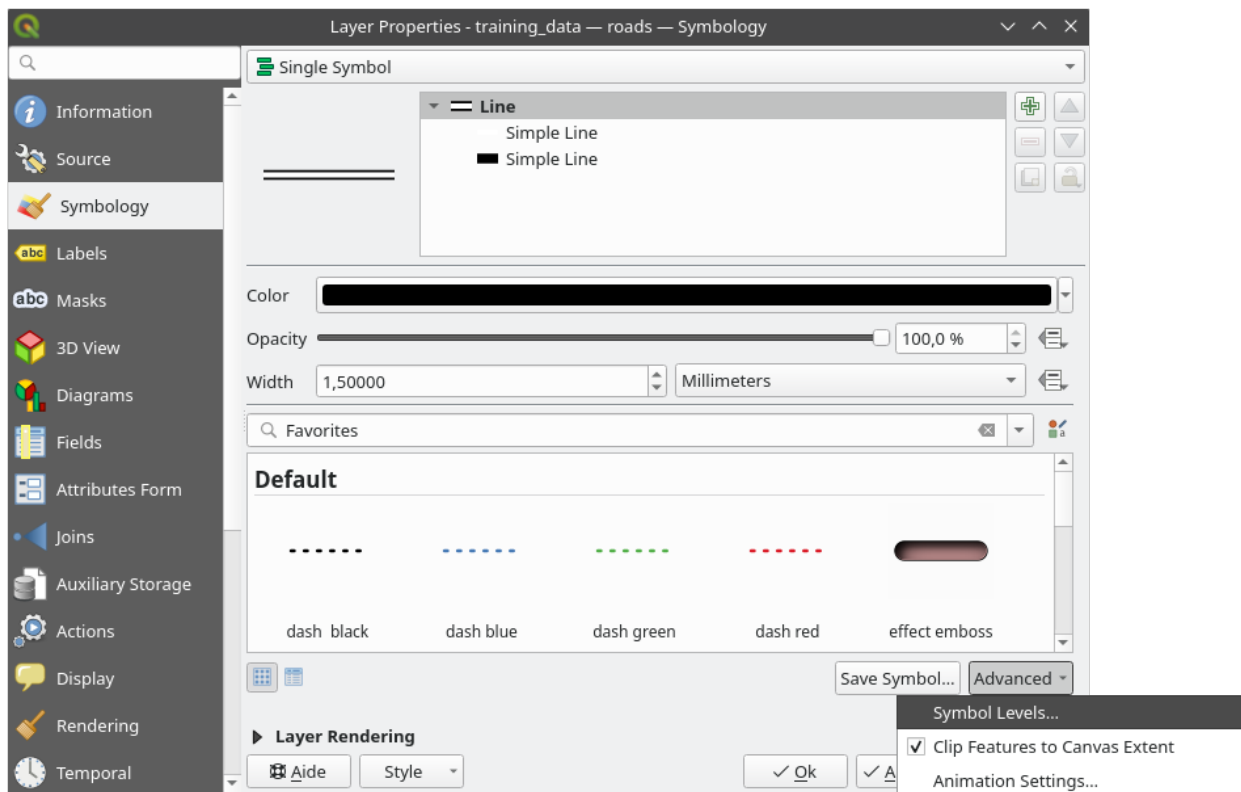 Layer Properties - training_data — roads — Symbology
Single Symbol
Information
Source
Symbology
abc Labels
abc Masks
3D View
Diagrams
Fields
Attributes Form
Joins
Auxiliary Storage
Actions
Display
Rendering
Temporal
Line
Simple Line
Simple Line
Color
Opacity 100,0 %
Width 1,50000 Millimeters
Favorites
Default
dash  black dash blue dash green dash red effect emboss
Save Symbol... Advanced
Symbol Levels...
Clip Features to Canvas Extent
Animation Settings...
Layer Rendering
Aide Style Ok A